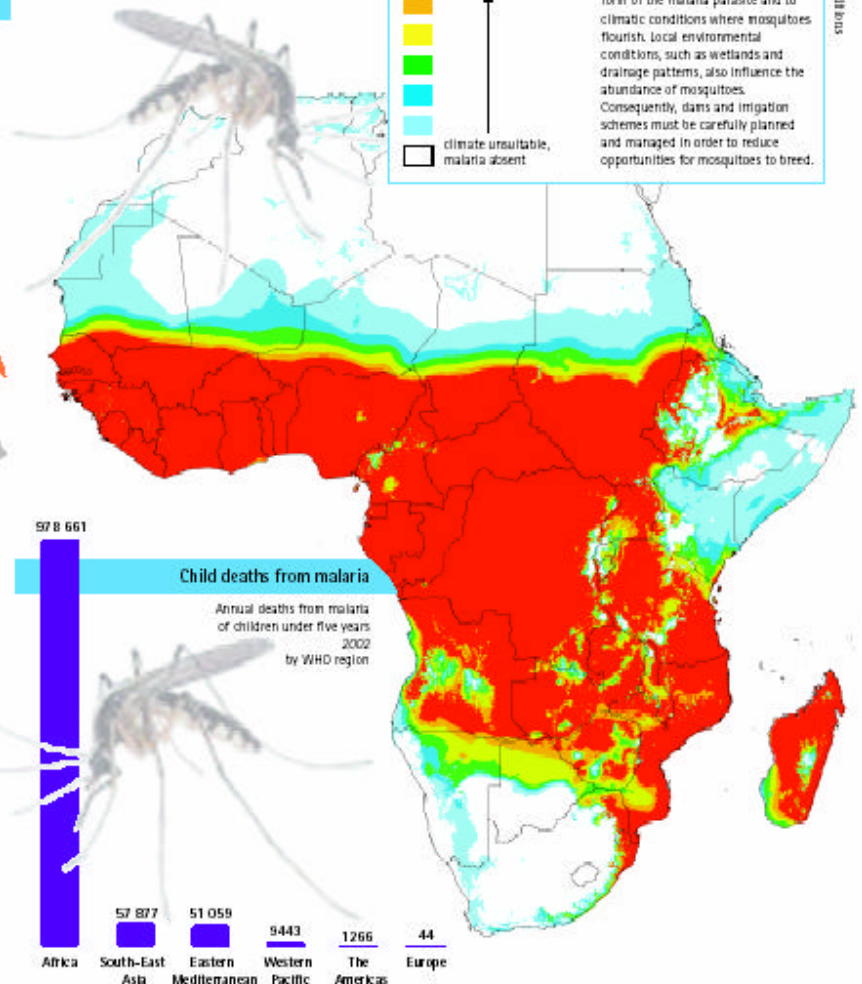 form of the malaria parasite and to
climatic conditions where mosquitoes
flourish. Local environmental
conditions, such as wetlands and
drainage patterns, also influence the
abundance of mosquitoes.
Consequently, dams and irrigation
schemes must be carefully planned
and managed in order to reduce
opportunities for mosquitoes to breed.
climate unsuitable,
malaria absent
Child deaths from malaria
Annual deaths from malaria
of children under five years
2002
by WHO region
978 661
57 877
51 059
9443
1266
44
Africa
South-East
Asia
Eastern
Mediterranean
Western
Pacific
The
Americas
Europe